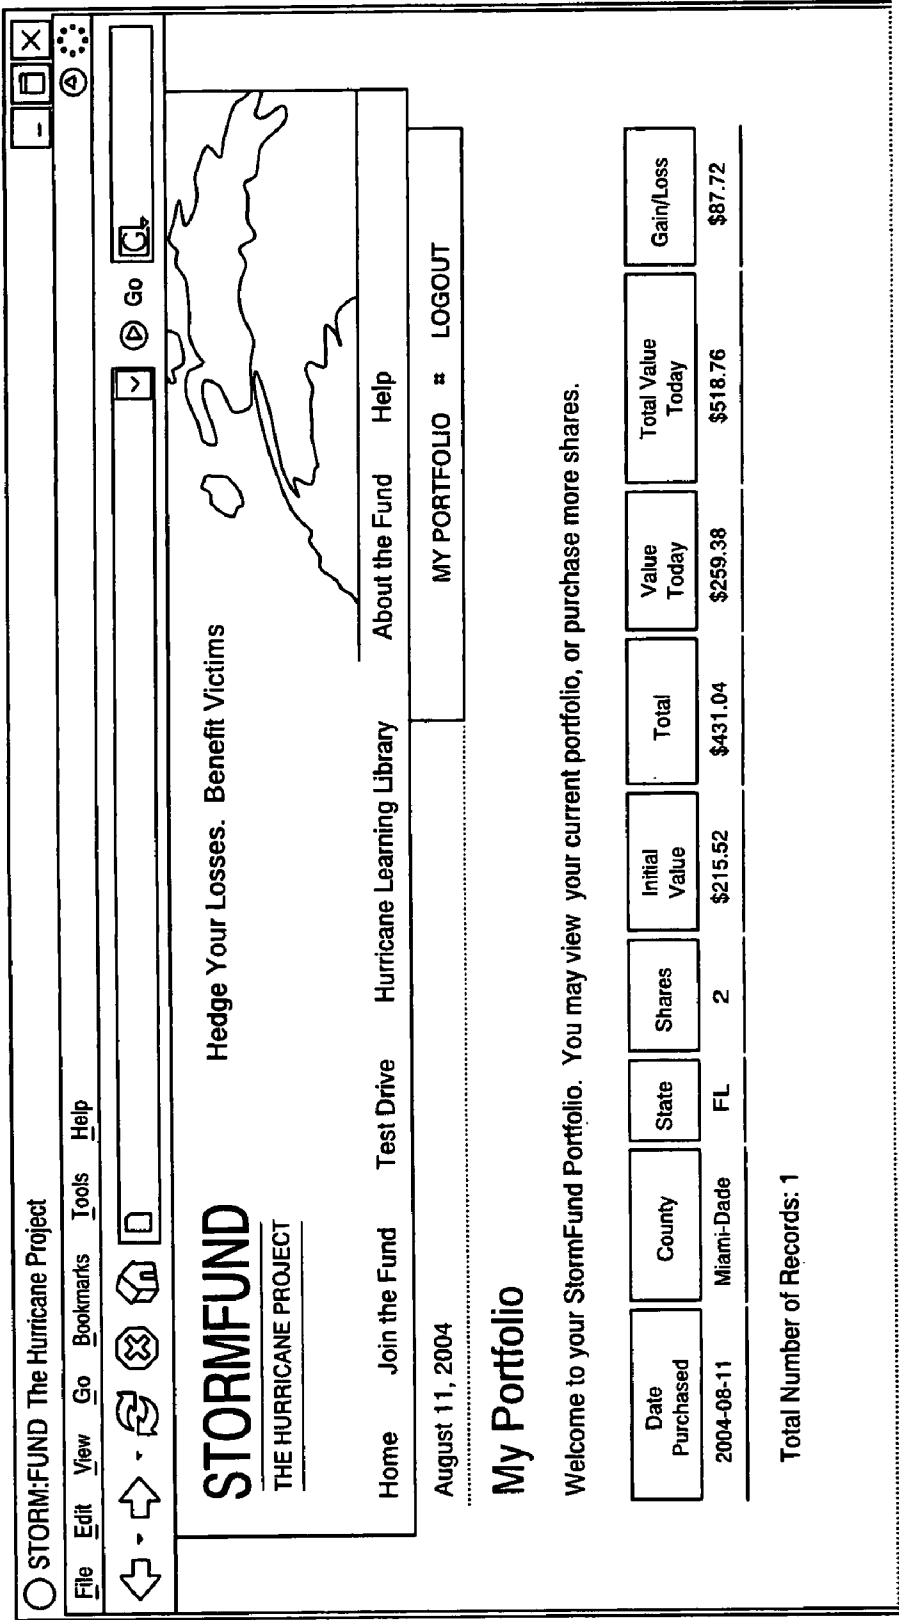 STORM:FUND The Hurricane Project
File Edit View Go Bookmarks Tools Help
Go G
STORMFUND
THE HURRICANE PROJECT
Hedge Your Losses. Benefit Victims
Home Join the Fund Test Drive Hurricane Learning Library About the Fund Help
August 11, 2004
MY PORTFOLIO :: LOGOUT
My Portfolio
Welcome to your StormFund Portfolio. You may view your current portfolio, or purchase more shares.
Date Purchased County State Shares Initial Value Total Value Today Total Value Today Gain/Loss
2004-08-11 Miami-Dade FL 2 $215.52 $431.04 $259.38 $518.76 $87.72
Total Number of Records: 1